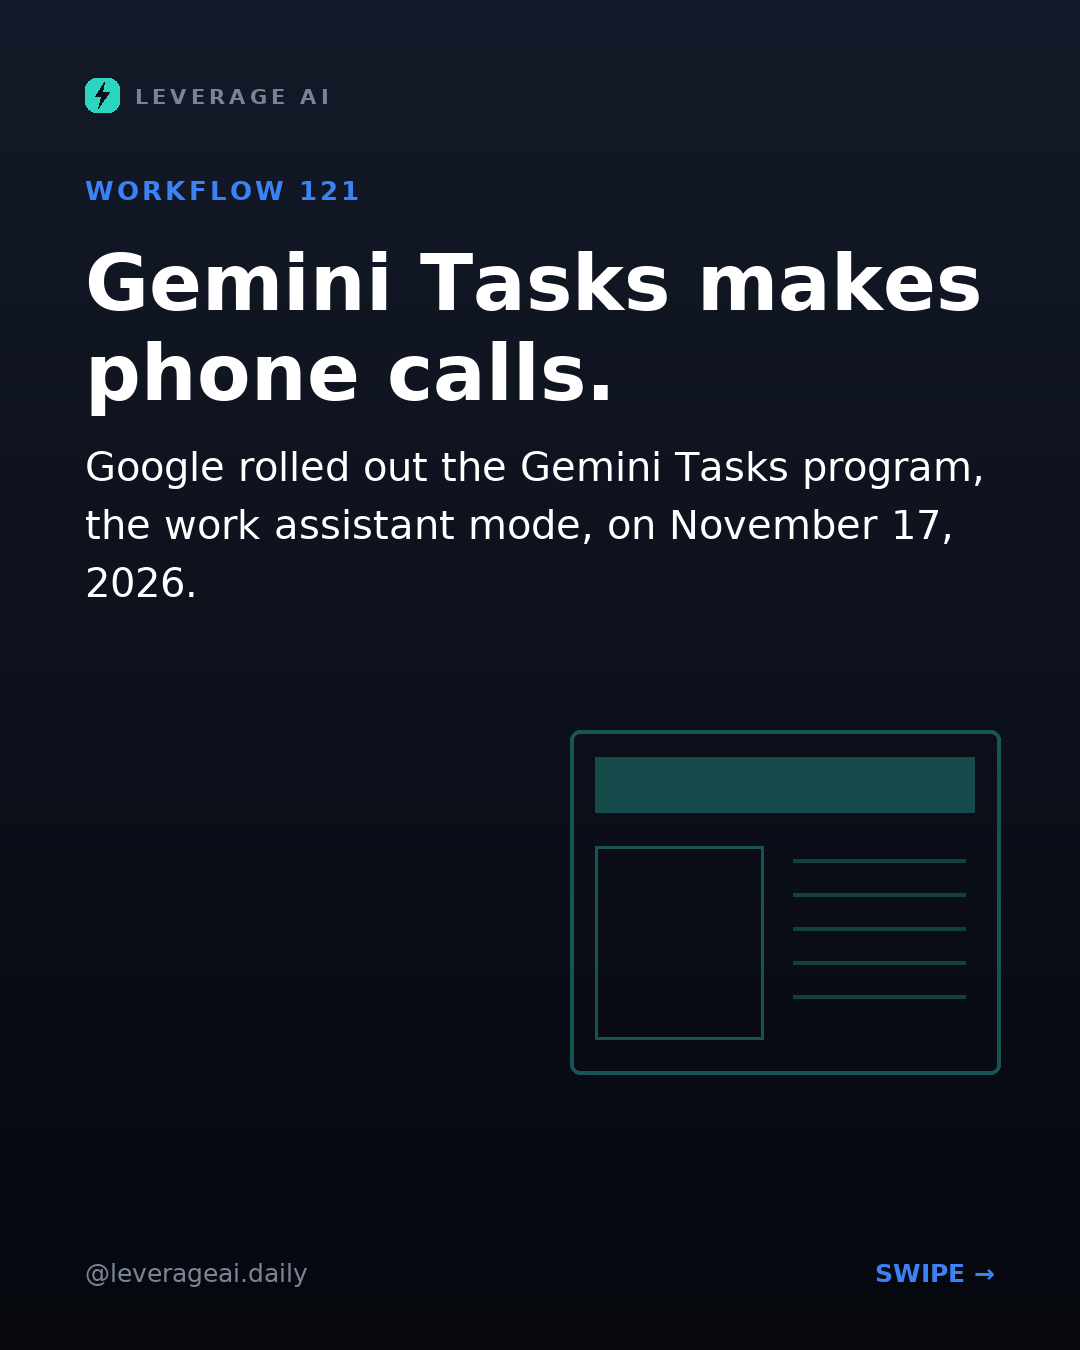 LEVERAGE AI
WORKFLOW 121
Gemini Tasks makes
phone calls.
Google rolled out the Gemini Tasks program,
the work assistant mode, on November 17,
2026.
@leverageai.daily
SWIPE →